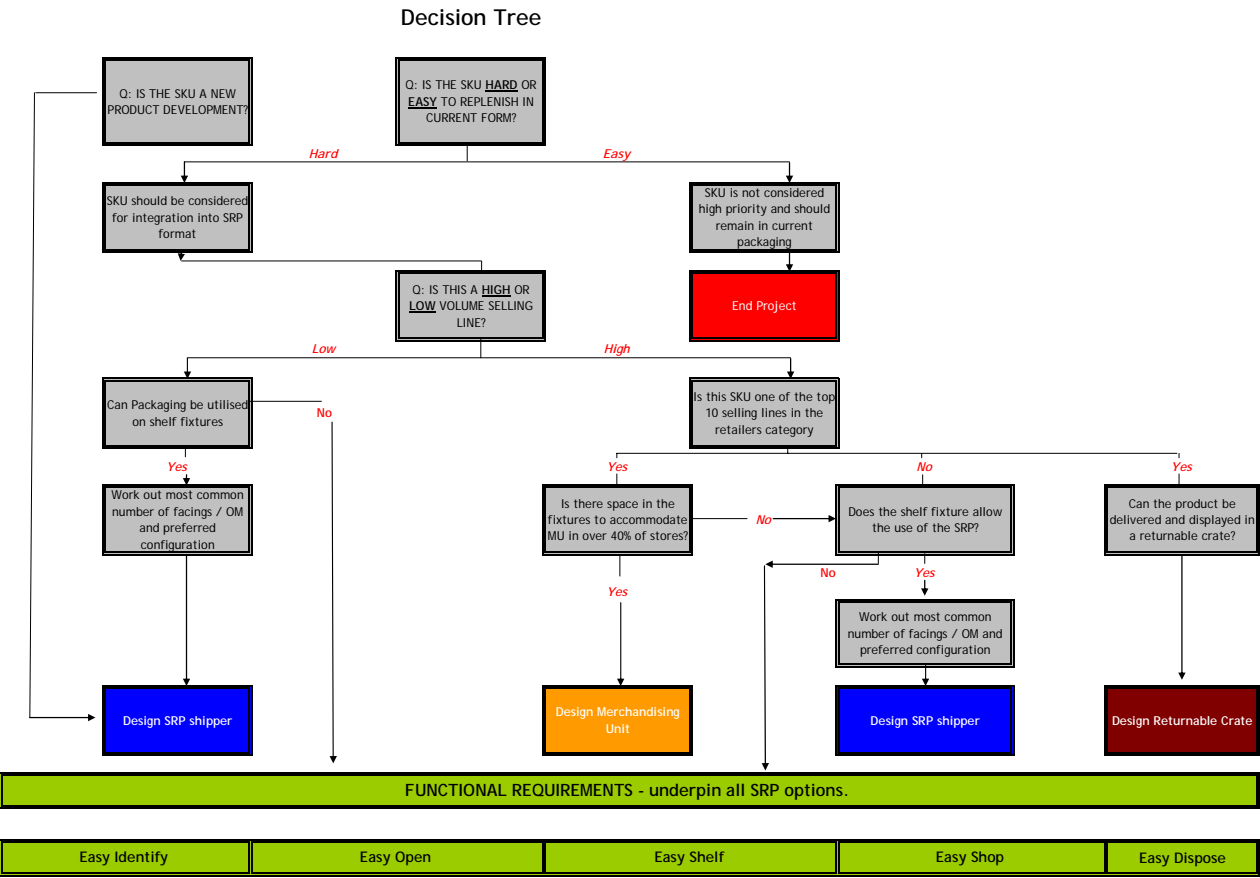 Decision Tree
Q: IS THE SKU A NEW
PRODUCT DEVELOPMENT?
Q: IS THE SKU HARD OR
EASY TO REPLENISH IN
CURRENT FORM?
Hard
Easy
SKU should be considered
for integration into SRP
format
SKU is not considered
high priority and should
remain in current
packaging
Q: IS THIS A HIGH OR
LOW VOLUME SELLING
LINE?
End Project
Low
High
Can Packaging be utilised
on shelf fixtures
No
Is this SKU one of the top
10 selling lines in the
retailers category
Yes
Yes
No
Yes
Work out most common
number of facings / OM
and preferred
configuration
Is there space in the
fixtures to accommodate
MU in over 40% of stores?
No
Does the shelf fixture allow
the use of the SRP?
Can the product be
delivered and displayed in
a returnable crate?
Yes
No
Yes
Work out most common
number of facings / OM and
preferred configuration
Design SRP shipper
Design Merchandising
Unit
Design SRP shipper
Design Returnable Crate
FUNCTIONAL REQUIREMENTS - underpin all SRP options.
Easy Identify
Easy Open
Easy Shelf
Easy Shop
Easy Dispose